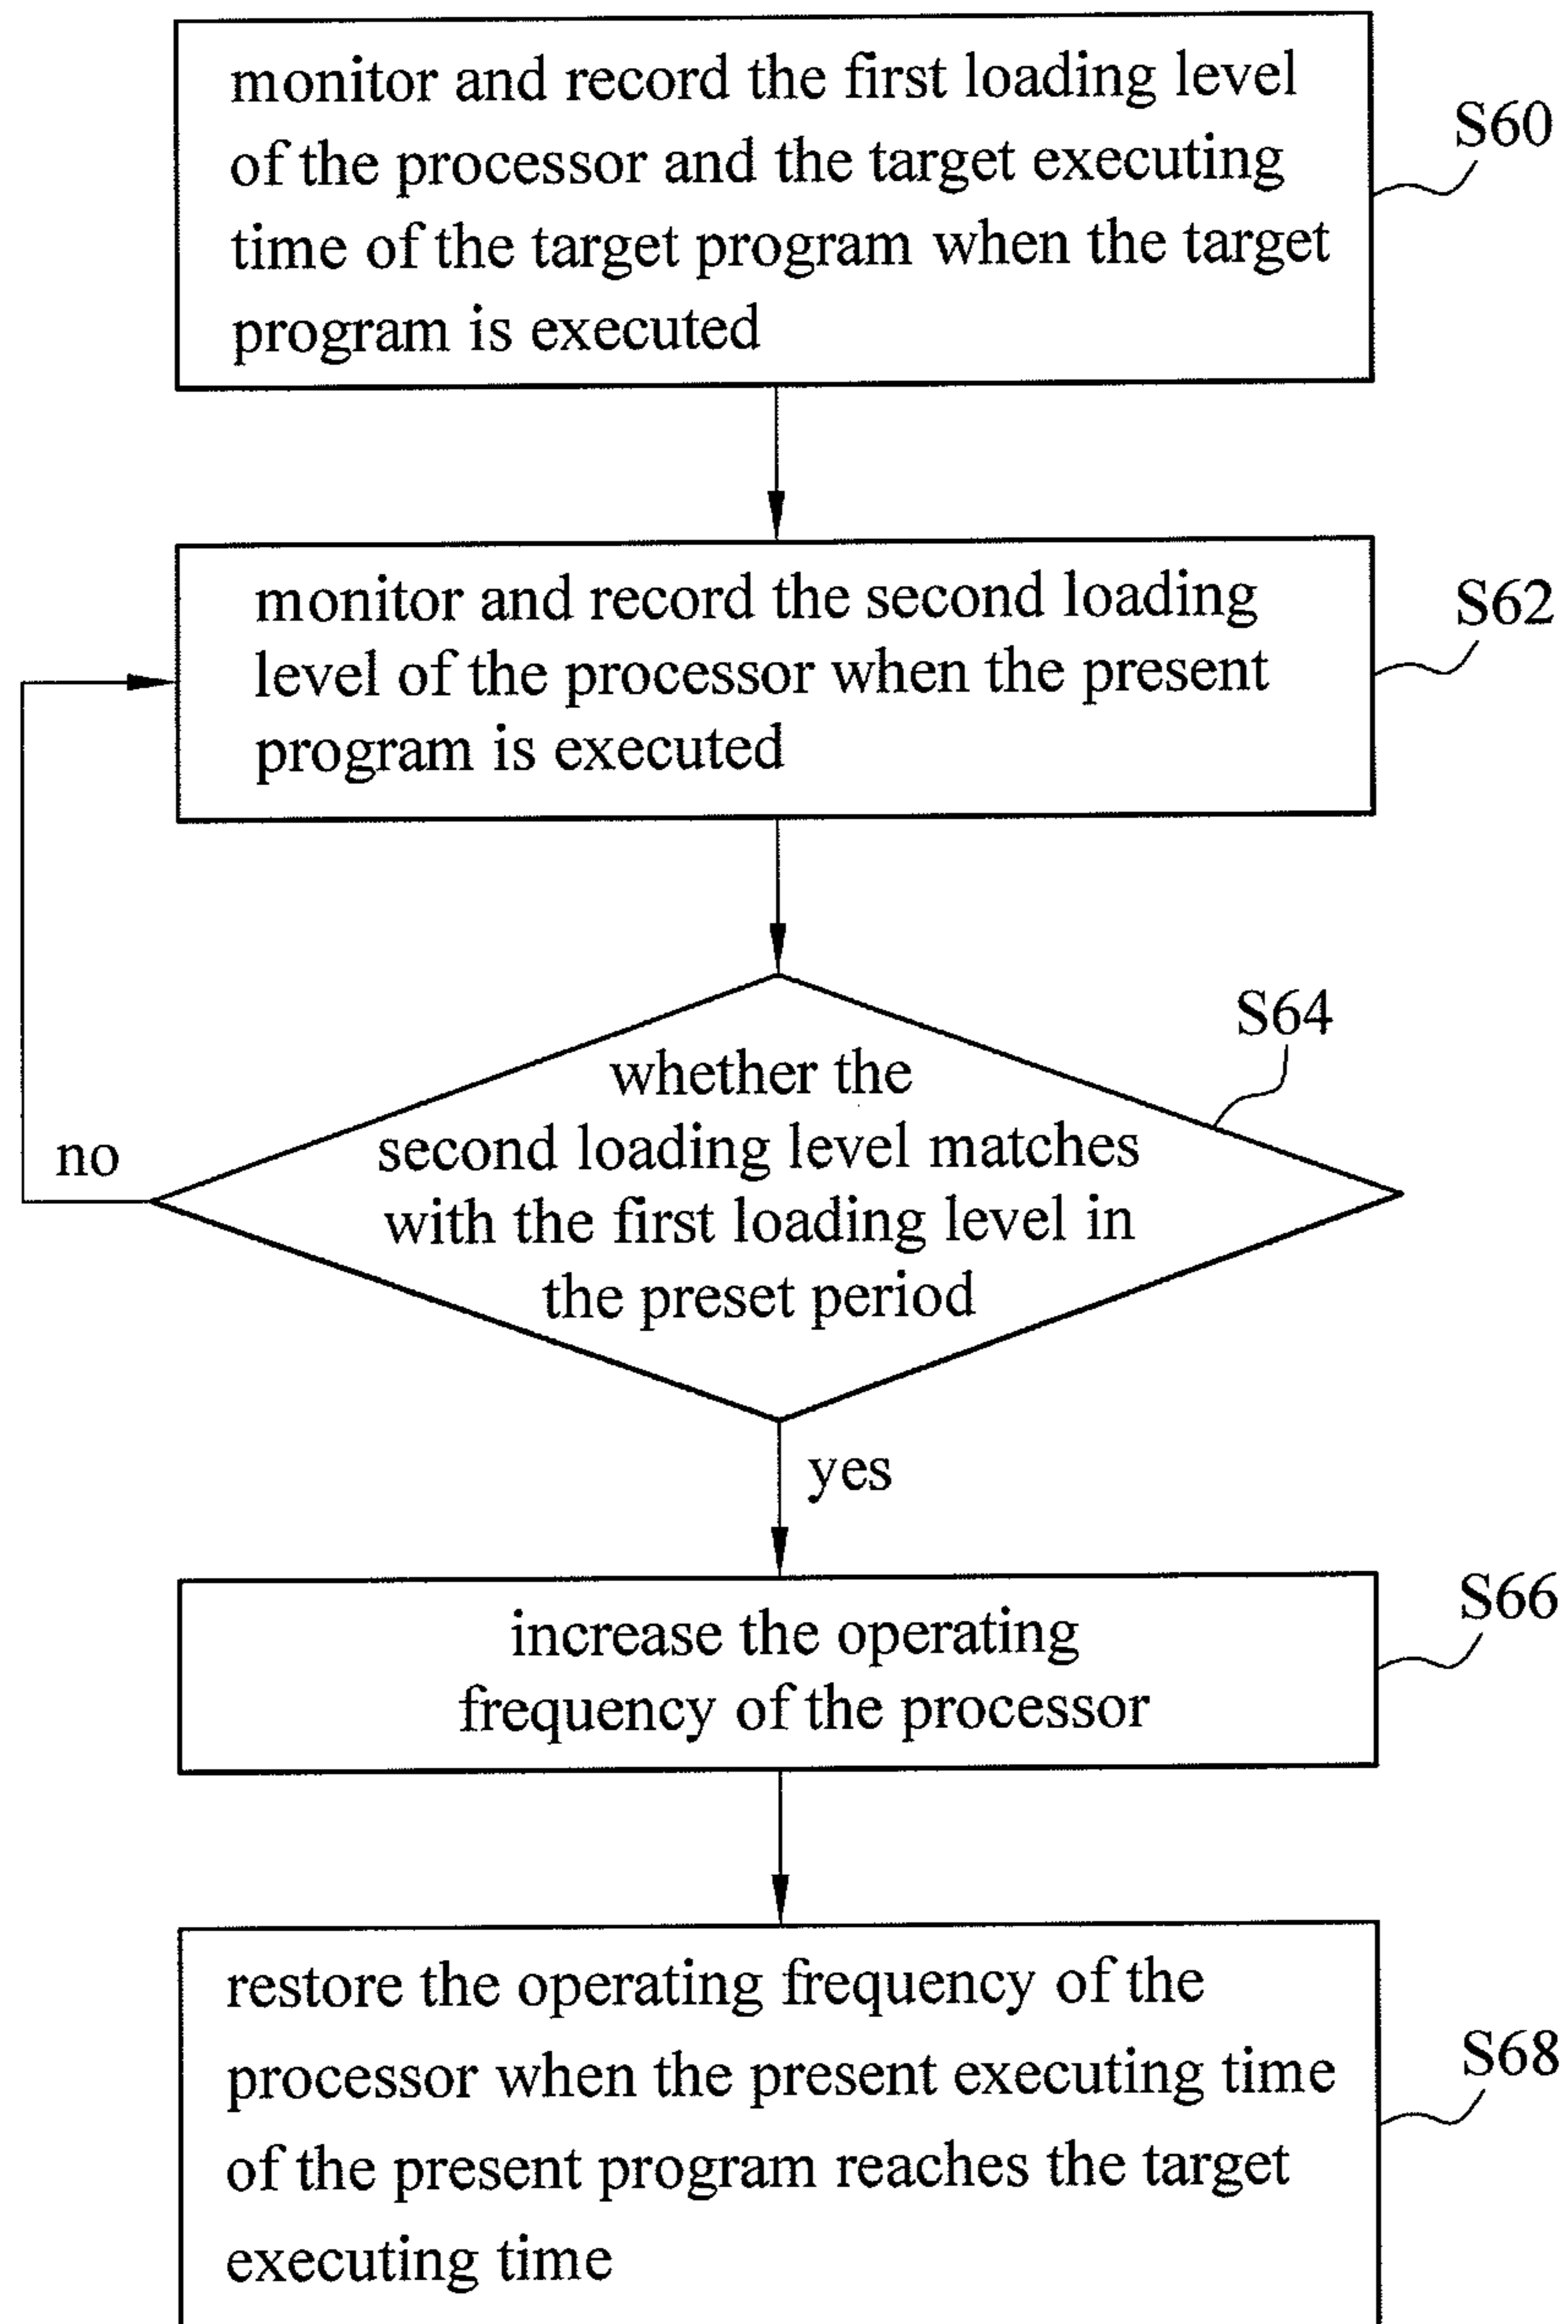 monitor and record the first loading level
of the processor and the target executing
time of the target program when the target
program is executed
S60
monitor and record the second loading
level of the processor when the present
program is executed
S62
whether the
second loading level matches
with the first loading level in
the preset period
S64
no
yes
increase the operating
frequency of the processor
S66
restore the operating frequency of the
processor when the present executing time
of the present program reaches the target
executing time
S68